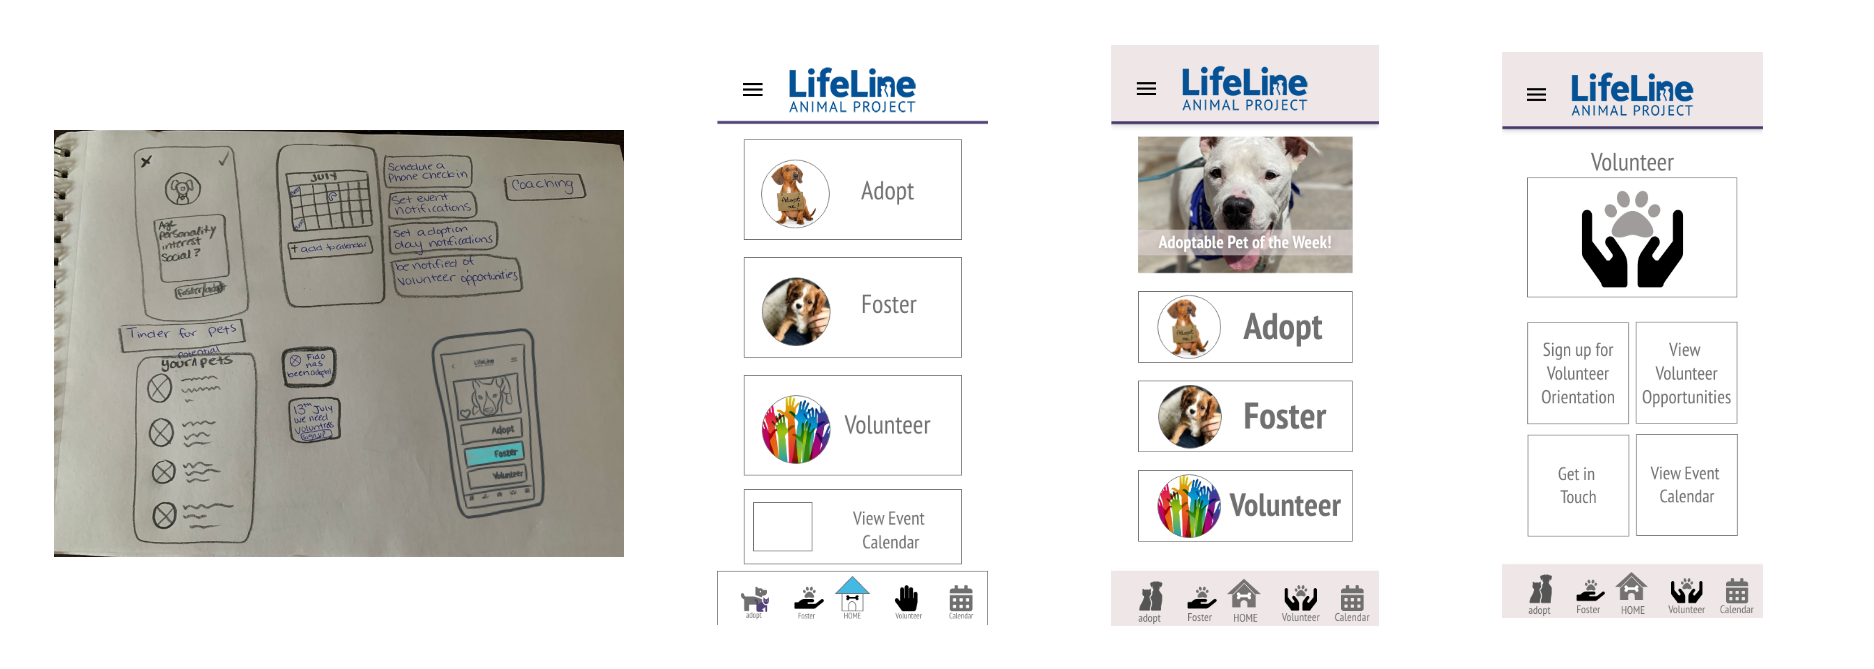 Schedule a
Phone check in
Set event
notifications
Set adoption
day notifications
be notified of
volunteer opportunities
Coaching
JULY
+ add to calendar
Age
Personality
interest
Social?
foster/adopt
Tinder for pets
potential
your pets
Fido
has
been adopted
13th July
we need
volunteers
LifeLine
Adopt
Foster
Volunteer
LifeLine
ANIMAL PROJECT
Adopt
Foster
Volunteer
View Event
Calendar
adopt
Foster
HOME
Volunteer
Calendar
LifeLine
ANIMAL PROJECT
Adoptable Pet of the Week!
Adopt
Foster
Volunteer
adopt
Foster
HOME
Volunteer
Calendar
LifeLine
ANIMAL PROJECT
Volunteer
Sign up for
Volunteer
Orientation
View
Volunteer
Opportunities
Get in
Touch
View Event
Calendar
adopt
Foster
HOME
Volunteer
Calendar